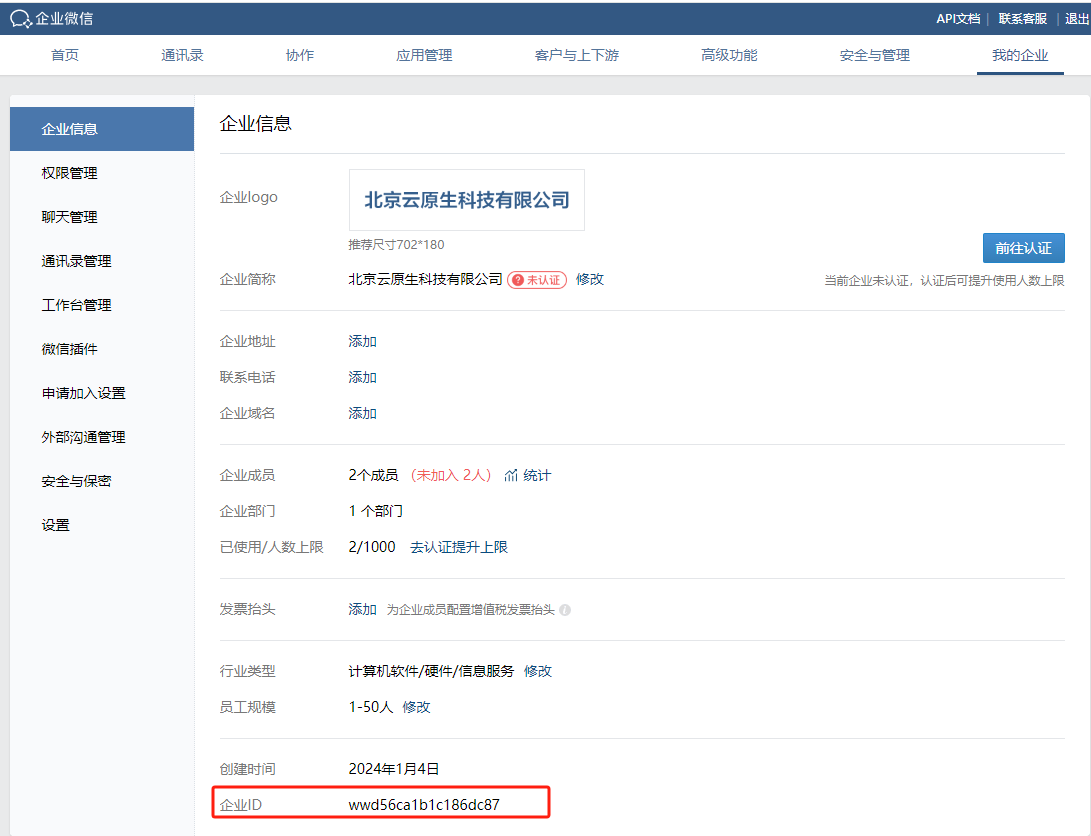 企业微信
API文档 | 联系客服 | 退出
首页 通讯录 协作 应用管理 客户与上下游 高级功能 安全与管理 我的企业
企业信息
权限管理
聊天管理
通讯录管理
工作台管理
微信插件
申请加入设置
外部沟通管理
安全与保密
设置
企业信息
企业logo 北京云原生科技有限公司
推荐尺寸702*180
前往认证
企业简称 北京云原生科技有限公司 ? 未认证 修改
当前企业未认证，认证后可提升使用人数上限
企业地址 添加
联系电话 添加
企业域名 添加
企业成员 2个成员 (未加入 2人) 统计
企业部门 1 个部门
已使用/人数上限 2/1000 去认证提升上限
发票抬头 添加 为企业成员配置增值税发票抬头
行业类型 计算机软件/硬件/信息服务 修改
员工规模 1-50人 修改
创建时间 2024年1月4日
企业ID wwd56ca1b1c186dc87